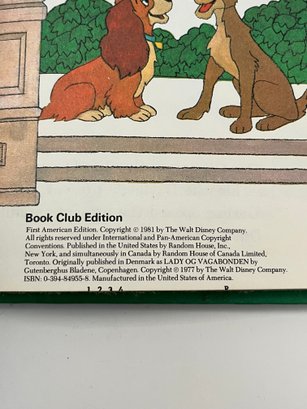 Book Club Edition
First American Edition. Copyright © 1981 by The Walt Disney Company.
All rights reserved under International and Pan-American Copyright
Conventions. Published in the United States by Random House, Inc.,
New York, and simultaneously in Canada by Random House of Canada Limited,
Toronto. Originally published in Denmark as LADY OG VAGABONDEN by
Gutenberghus Bladene, Copenhagen. Copyright © 1977 by The Walt Disney Company.
ISBN: 0-394-84955-8. Manufactured in the United States of America.
1 2 3 4